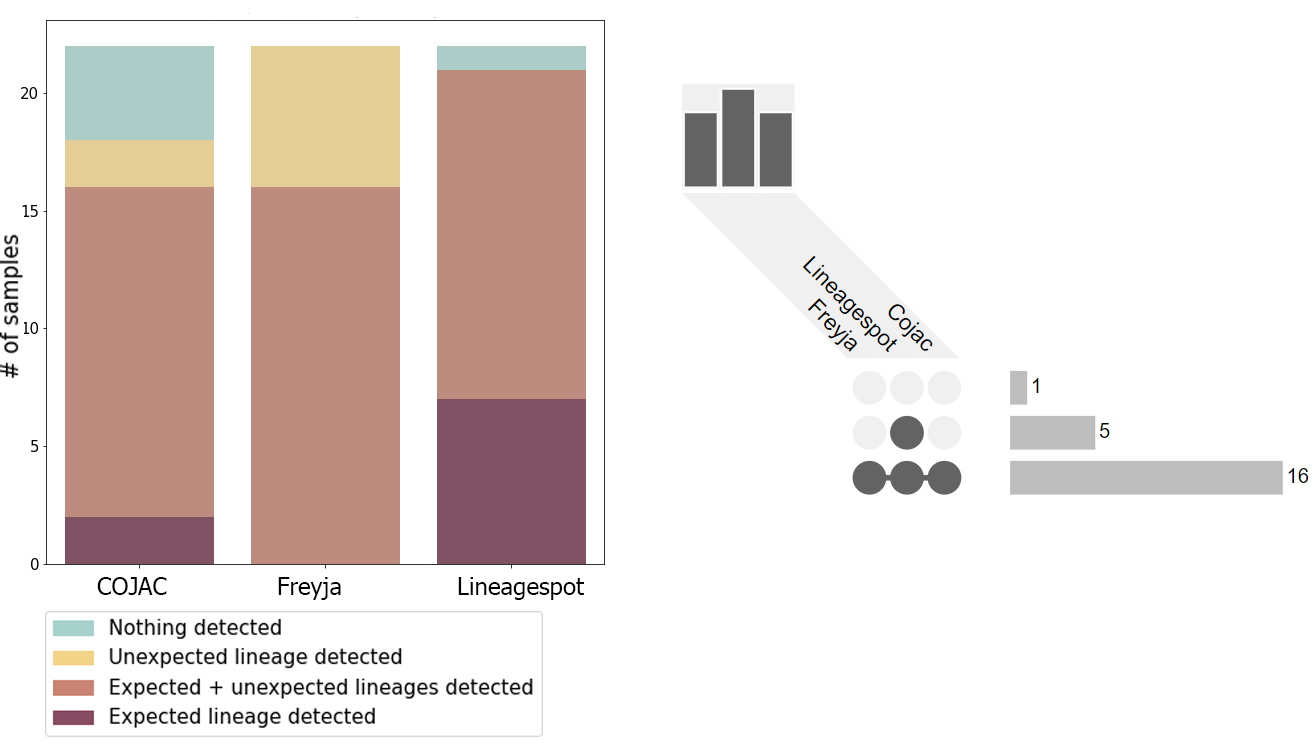 # of samples
20
15
10
5
0
COJAC
Freyja
Lineagespot
Nothing detected
Unexpected lineage detected
Expected + unexpected lineages detected
Expected lineage detected
Freyja
Lineagespot
Cojac
1
5
16